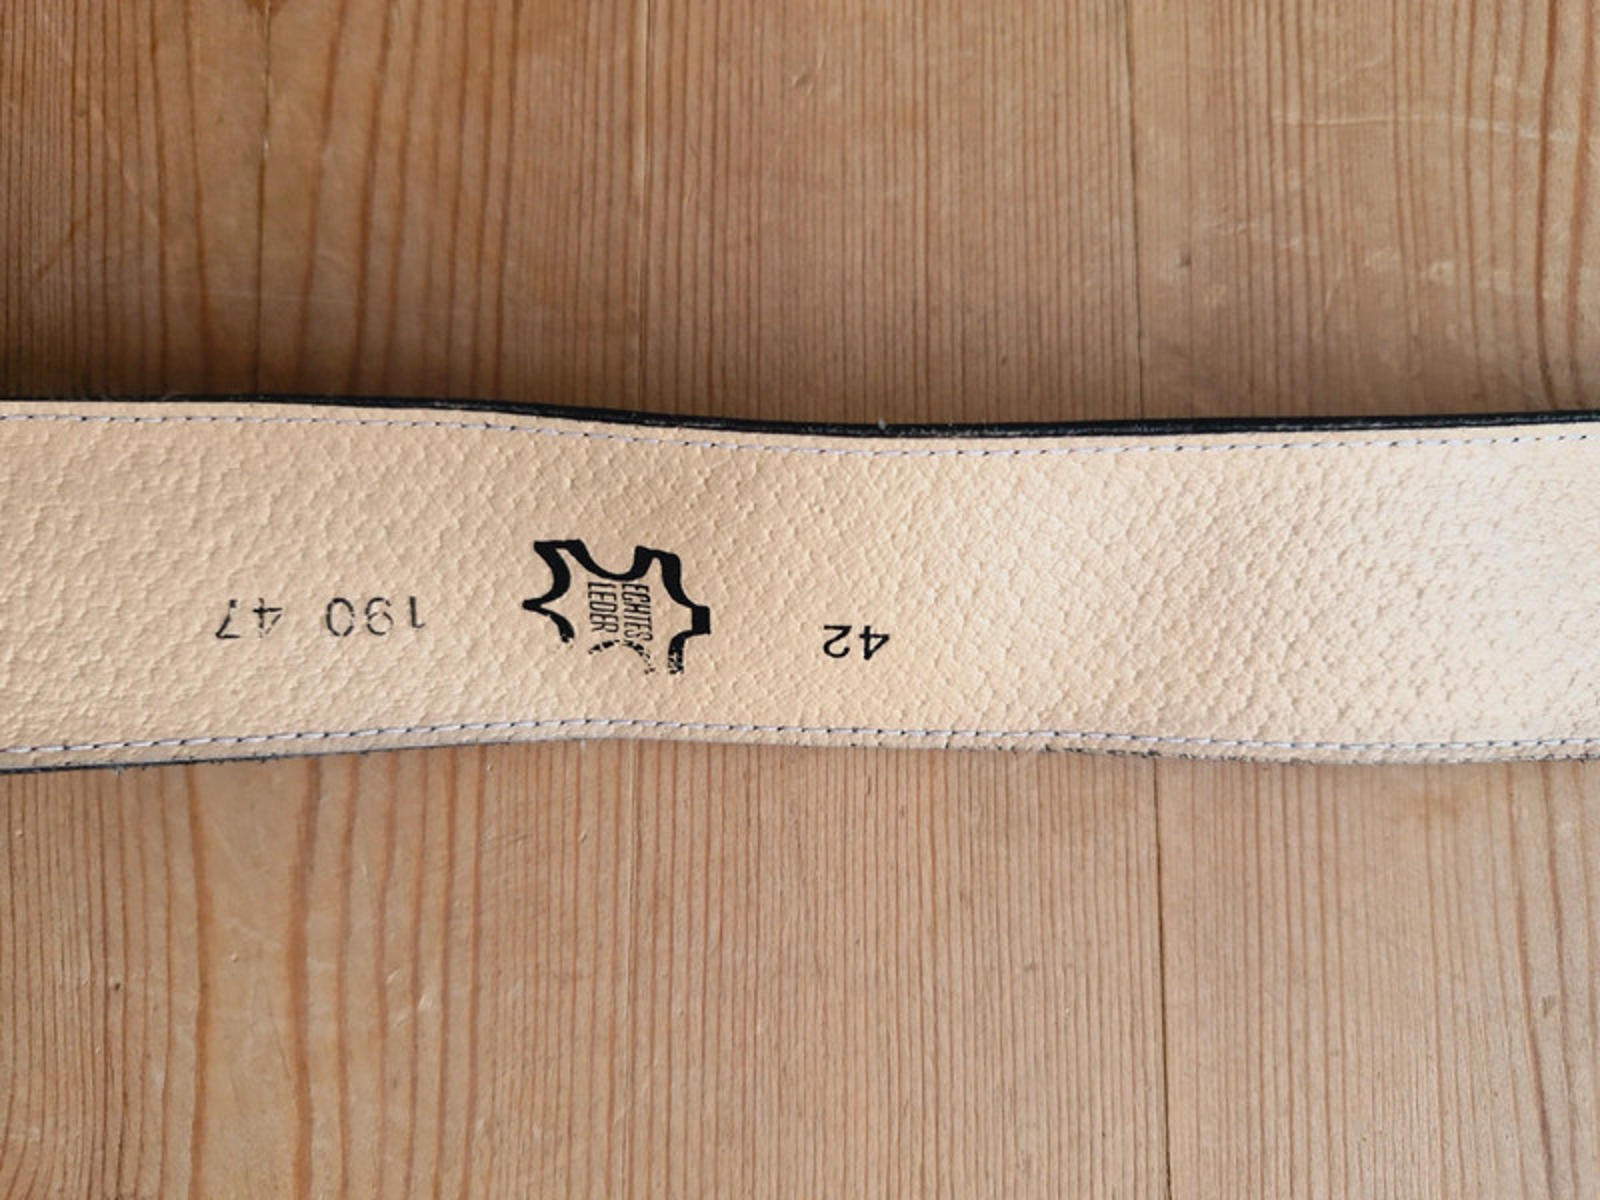 42
ECHTES
LEDER
190 47